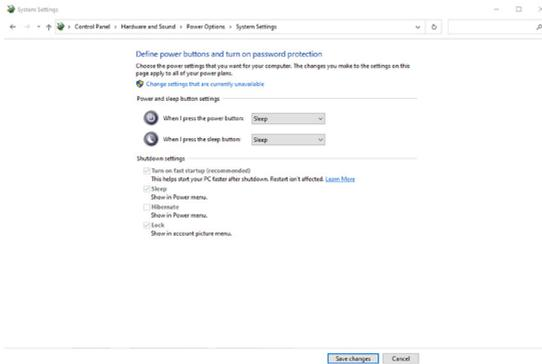 System Settings
Control Panel > Hardware and Sound > Power Options > System Settings
Define power buttons and turn on password protection
Choose the power settings that you want for your computer. The changes you make to the settings on this
page apply to all of your power plans.
Change settings that are currently unavailable
Power and sleep button settings
When I press the power button: Sleep
When I press the sleep button: Sleep
Shutdown settings
Turn on fast startup (recommended)
This helps start your PC faster after shutdown. Restart isn't affected. Learn More
Sleep
Show in Power menu.
Hibernate
Show in Power menu.
Lock
Show in account picture menu.
Save changes Cancel